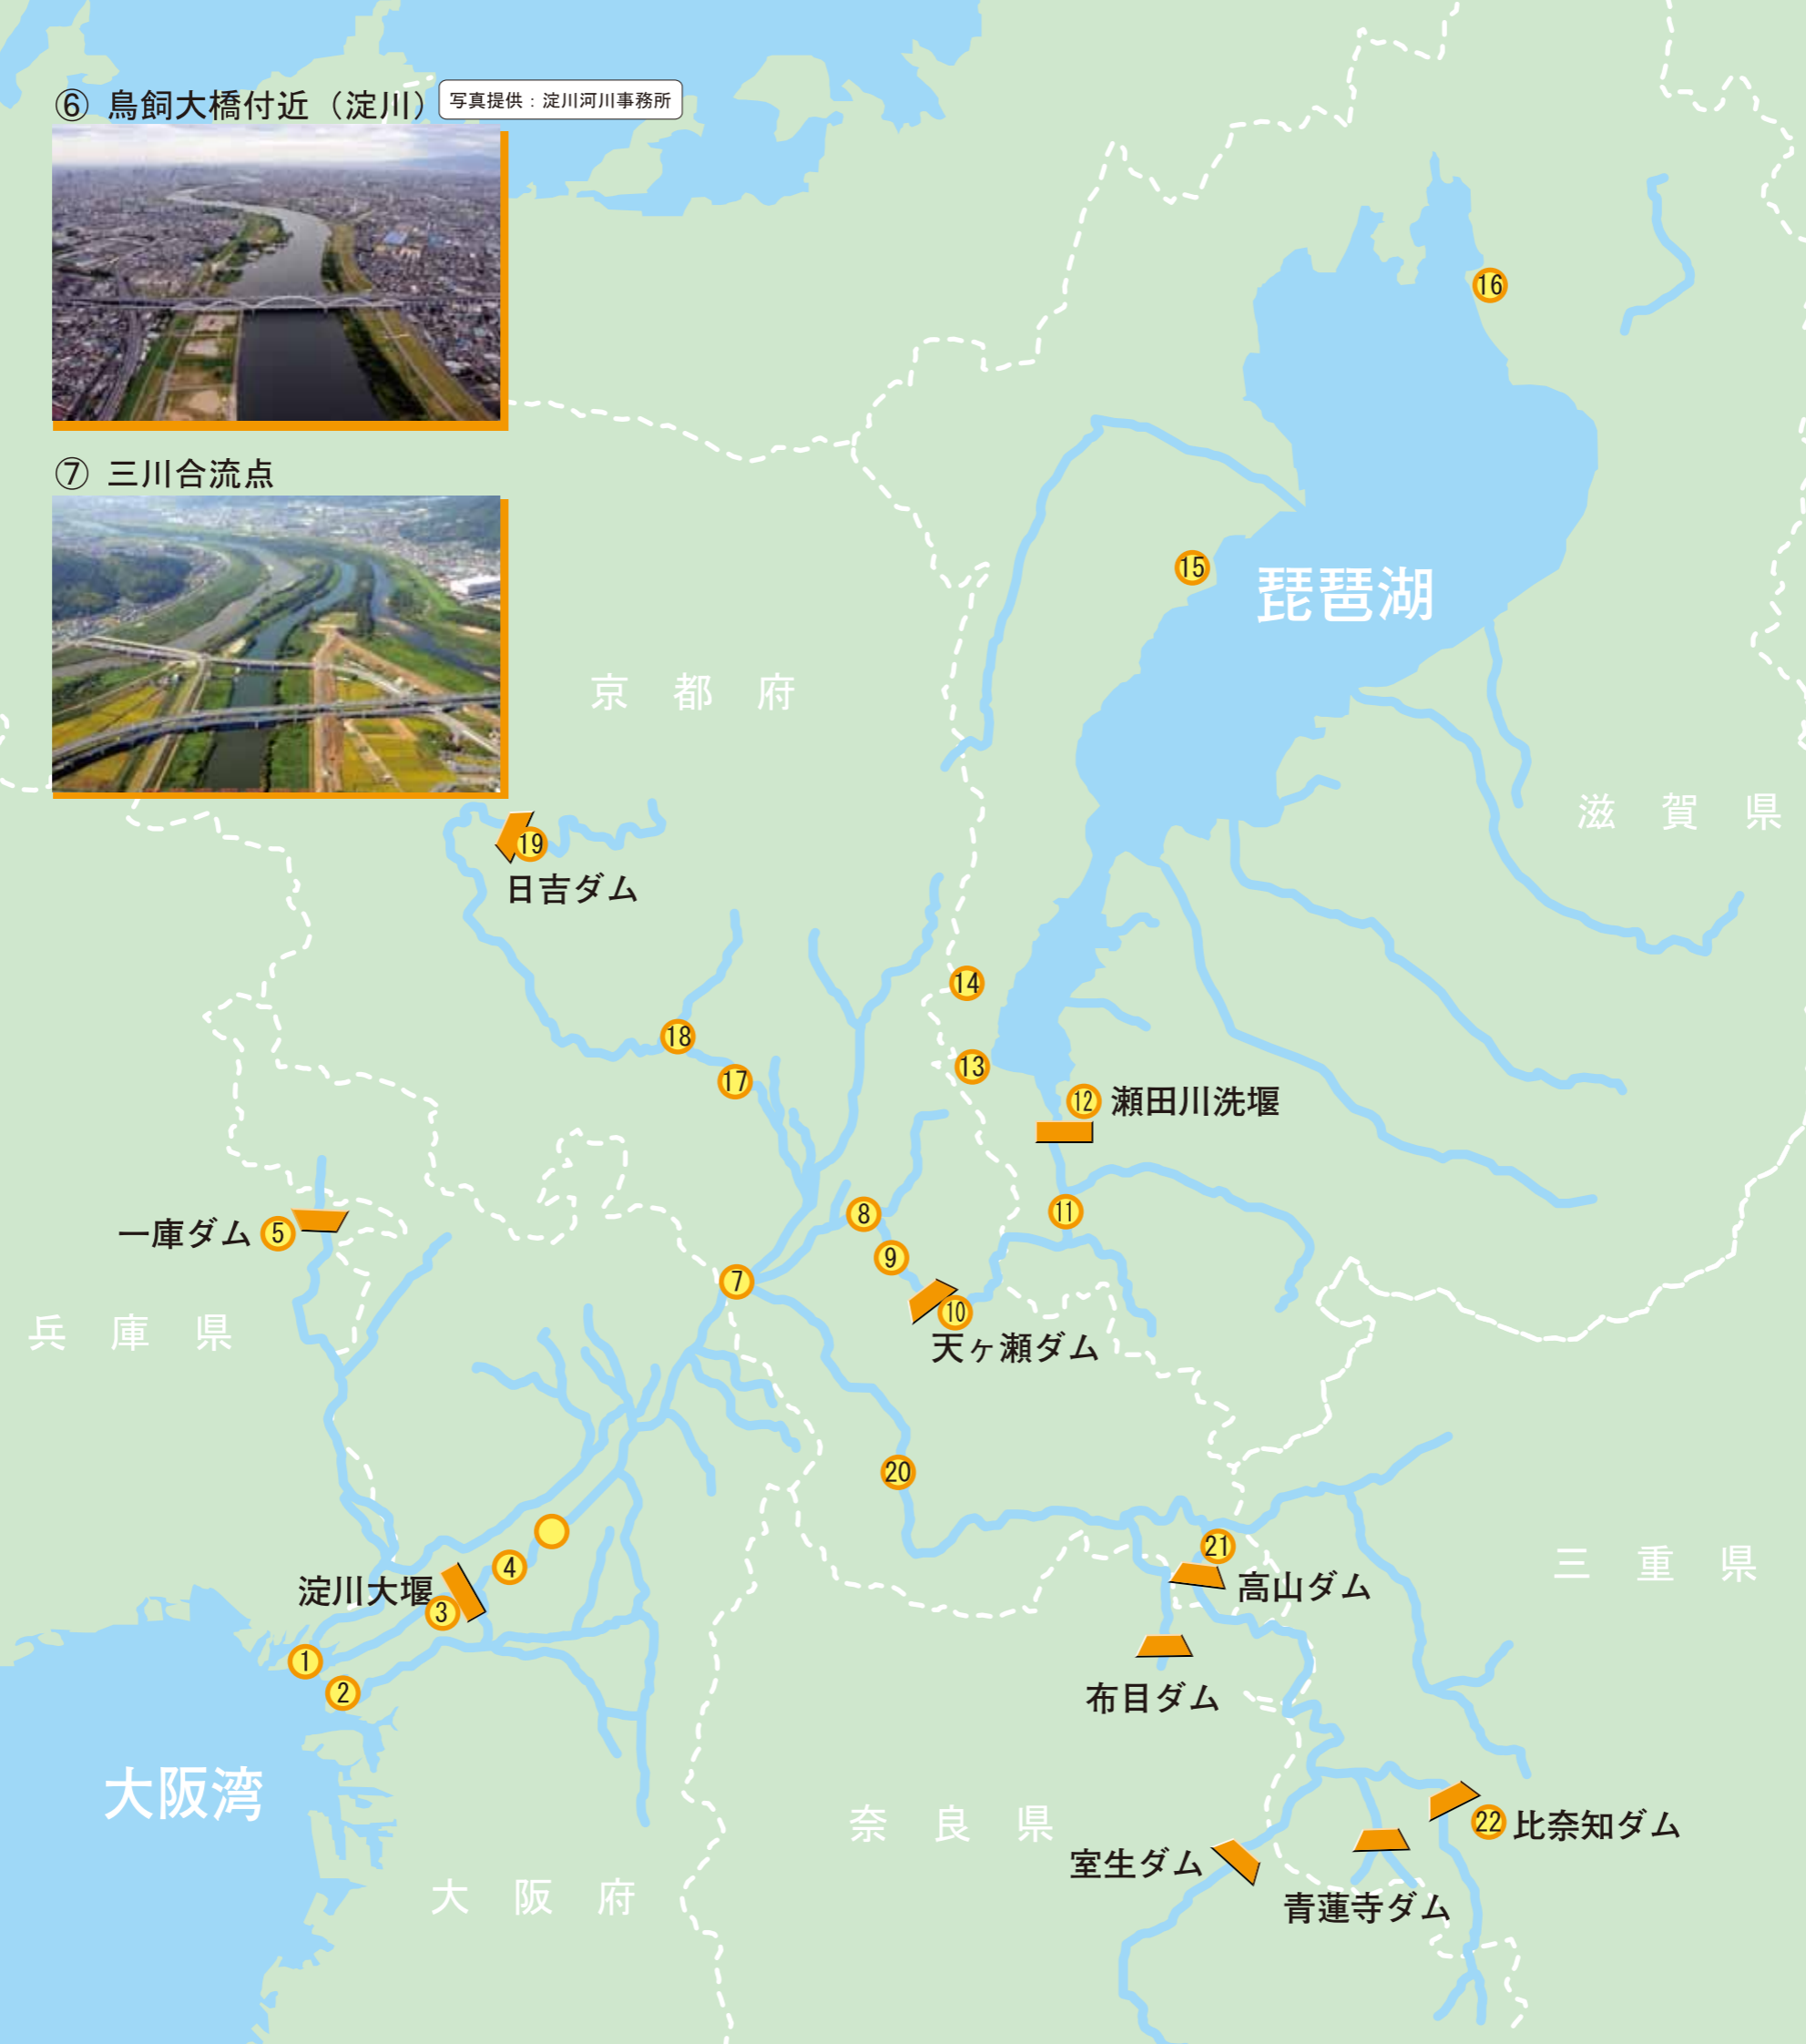 ⑥ 鳥飼大橋付近（淀川）
写真提供：淀川河川事務所
⑦ 三川合流点
16
15
琵琶湖
京都府
滋賀県
19
日吉ダム
14
18
13
17
12 瀬田川洗堰
一庫ダム 5
8
11
9
7
10
兵庫県
天ヶ瀬ダム
20
21
4
三重県
淀川大堰
高山ダム
3
1
2
布目ダム
大阪湾
奈良県
22 比奈知ダム
室生ダム
大阪府
青蓮寺ダム